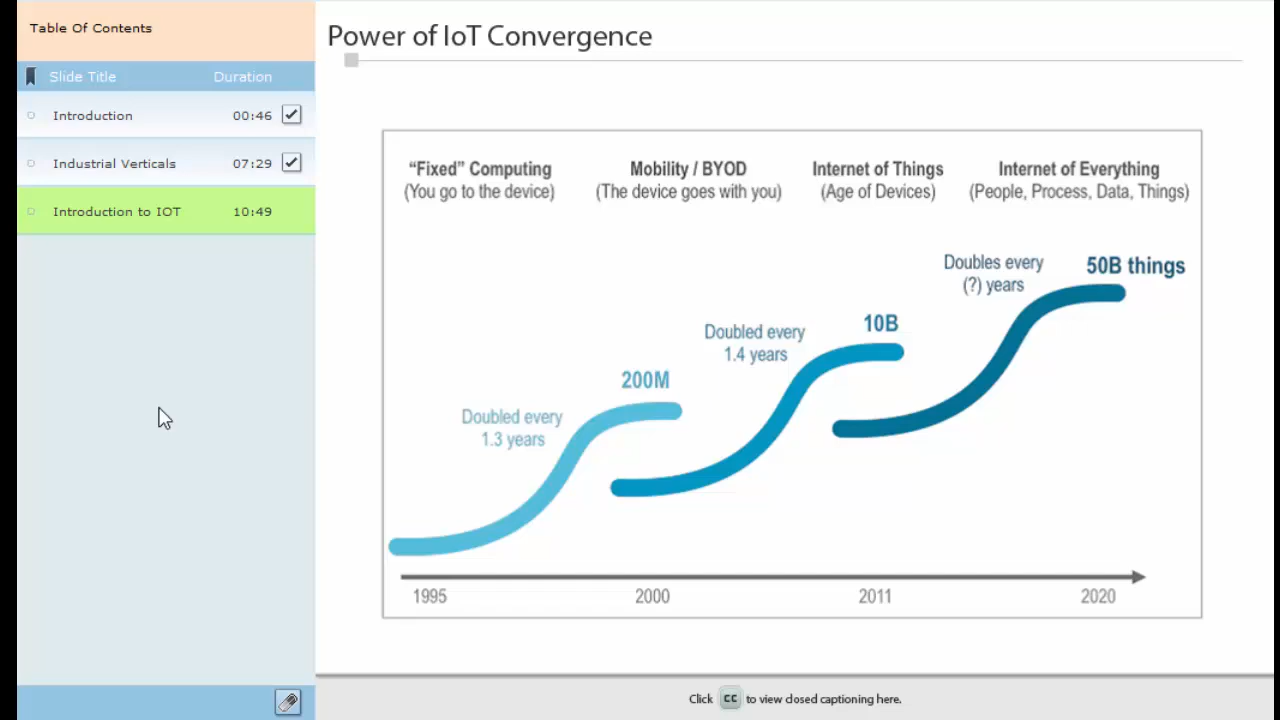 Table Of Contents
Slide Title Duration
Introduction 00:46
Industrial Verticals 07:29
Introduction to IOT 10:49
Power of IoT Convergence
“Fixed” Computing
(You go to the device)
Mobility / BYOD
(The device goes with you)
Internet of Things
(Age of Devices)
Internet of Everything
(People, Process, Data, Things)
Doubled every
1.3 years
200M
Doubled every
1.4 years
10B
Doubles every
(?) years
50B things
1995 2000 2011 2020
Click CC to view closed captioning here.